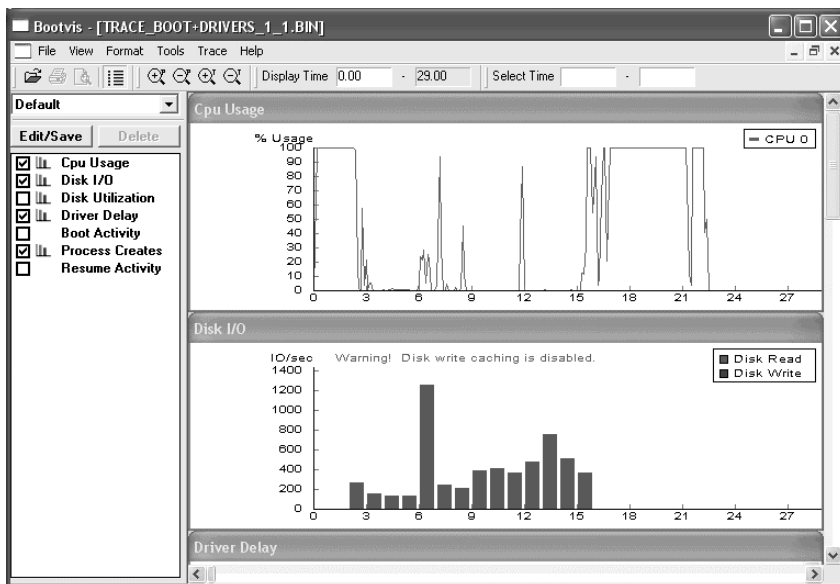 Bootvis - [TRACE_BOOT+DRIVERS_1_1.BIN]
File View Format Tools Trace Help
Display Time 0.00 - 29.00 Select Time -
Default
Edit/Save Delete
Cpu Usage
Disk I/O
Disk Utilization
Driver Delay
Boot Activity
Process Creates
Resume Activity
Cpu Usage
% Usage
CPU 0
100
90
80
70
60
50
40
30
20
10
0
0 3 6 9 12 15 18 21 24 27
Disk I/O
IO/sec Warning! Disk write caching is disabled.
Disk Read
Disk Write
1400
1200
1000
800
600
400
200
0
0 3 6 9 12 15 18 21 24 27
Driver Delay